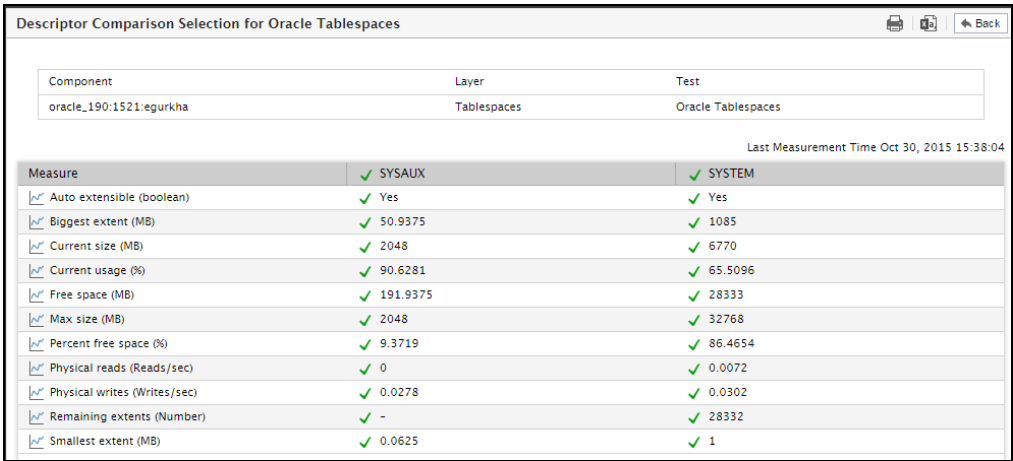 Descriptor Comparison Selection for Oracle Tablespaces Back
Component Layer Test
oracle_190:1521:egurkha Tablespaces Oracle Tablespaces
Last Measurement Time Oct 30, 2015 15:38:04
Measure SYSAUX SYSTEM
Auto extensible (boolean) Yes Yes
Biggest extent (MB) 50.9375 1085
Current size (MB) 2048 6770
Current usage (%) 90.6281 65.5096
Free space (MB) 191.9375 28333
Max size (MB) 2048 32768
Percent free space (%) 9.3719 86.4654
Physical reads (Reads/sec) 0 0.0072
Physical writes (Writes/sec) 0.0278 0.0302
Remaining extents (Number) - 28332
Smallest extent (MB) 0.0625 1